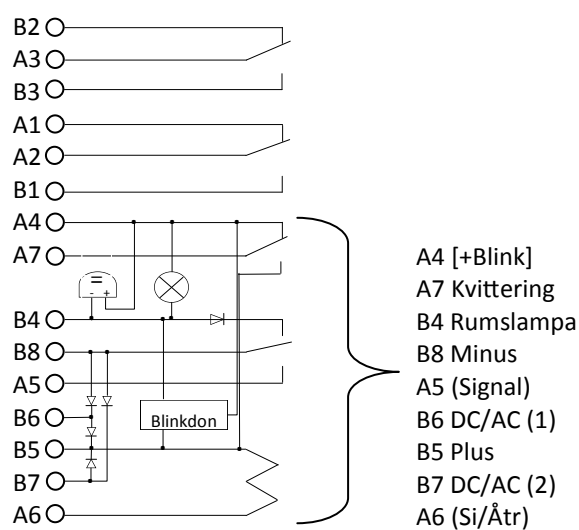 B2
A3
B3
A1
A2
B1
A4
A7
=
- +
B4
B8
A5
B6
Blinkdon
B5
B7
A6
A4 [+Blink]
A7 Kvittering
B4 Rumslampa
B8 Minus
A5 (Signal)
B6 DC/AC (1)
B5 Plus
B7 DC/AC (2)
A6 (Si/Åtr)